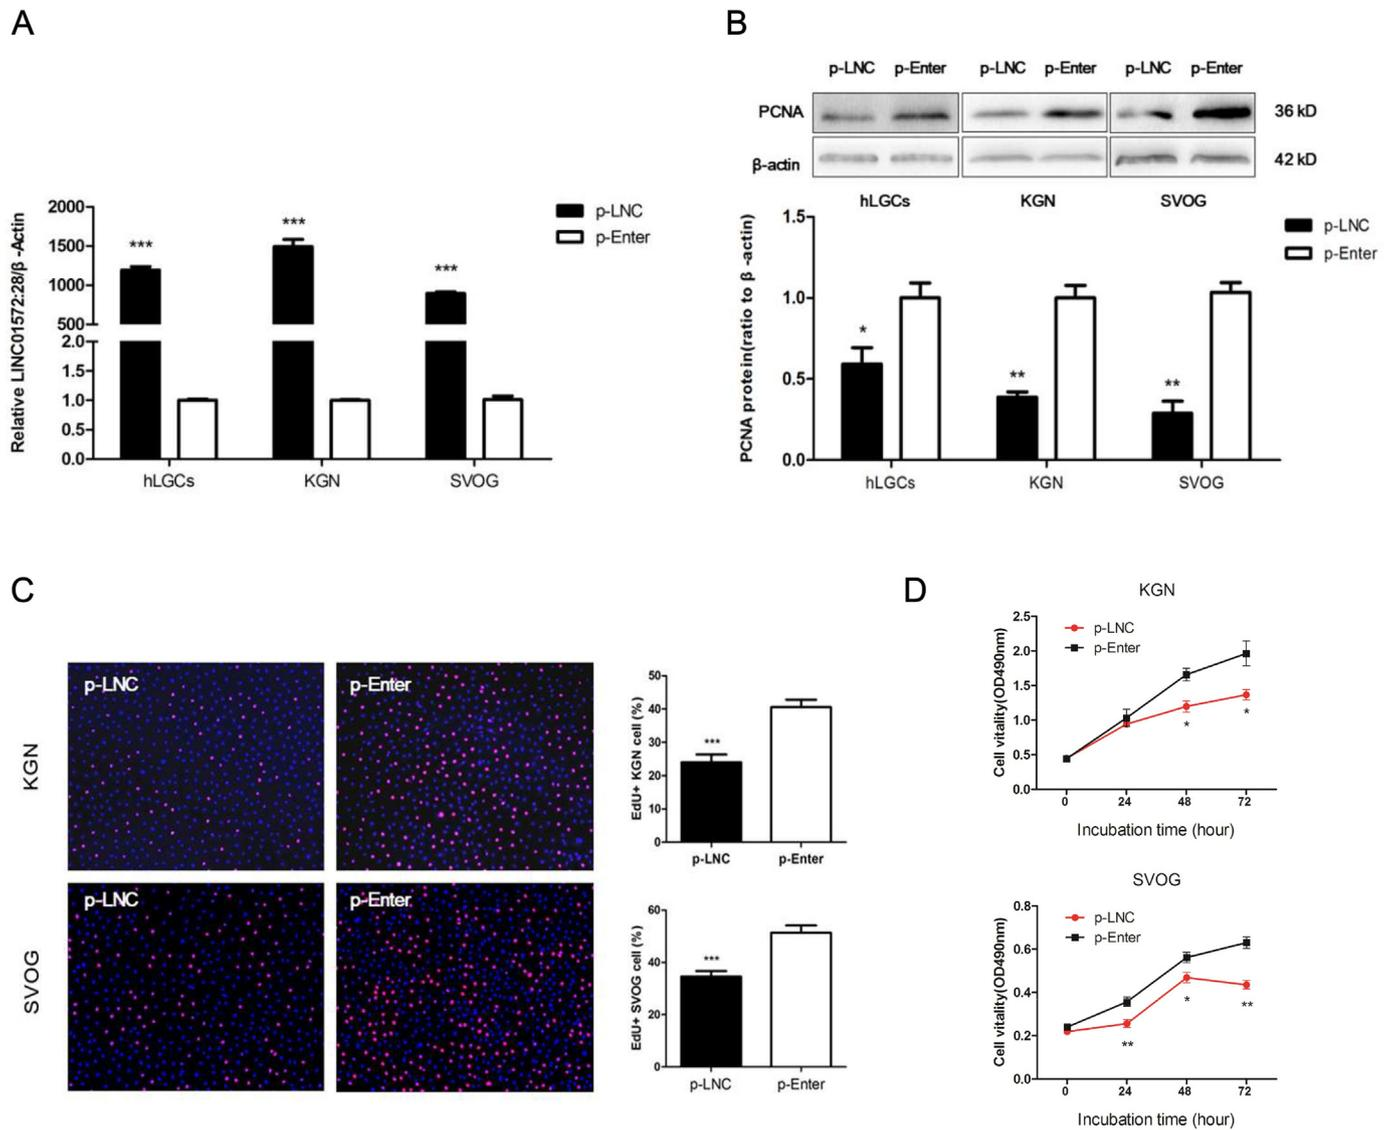 A
Relative LINC01572:28/β -Actin
2000
1500
1000
500
2.0
1.5
1.0
0.5
0.0
***
***
***
hLGCs
KGN
SVOG
p-LNC
p-Enter
B
p-LNC p-Enter p-LNC p-Enter p-LNC p-Enter
PCNA
36 kD
β-actin
42 kD
hLGCs
KGN
SVOG
PCNA protein(ratio to β -actin)
1.5
1.0
0.5
0.0
*
**
**
hLGCs
KGN
SVOG
p-LNC
p-Enter
C
KGN
p-LNC
p-Enter
EdU+ KGN cell (%)
50
40
30
20
10
0
***
p-LNC
p-Enter
SVOG
p-LNC
p-Enter
EdU+ SVOG cell (%)
60
40
20
0
***
p-LNC
p-Enter
D
KGN
Cell vitality(OD490nm)
2.5
2.0
1.5
1.0
0.5
0.0
p-LNC
p-Enter
*
*
0
24
48
72
Incubation time (hour)
SVOG
Cell vitality(OD490nm)
0.8
0.6
0.4
0.2
0.0
p-LNC
p-Enter
**
*
**
0
24
48
72
Incubation time (hour)